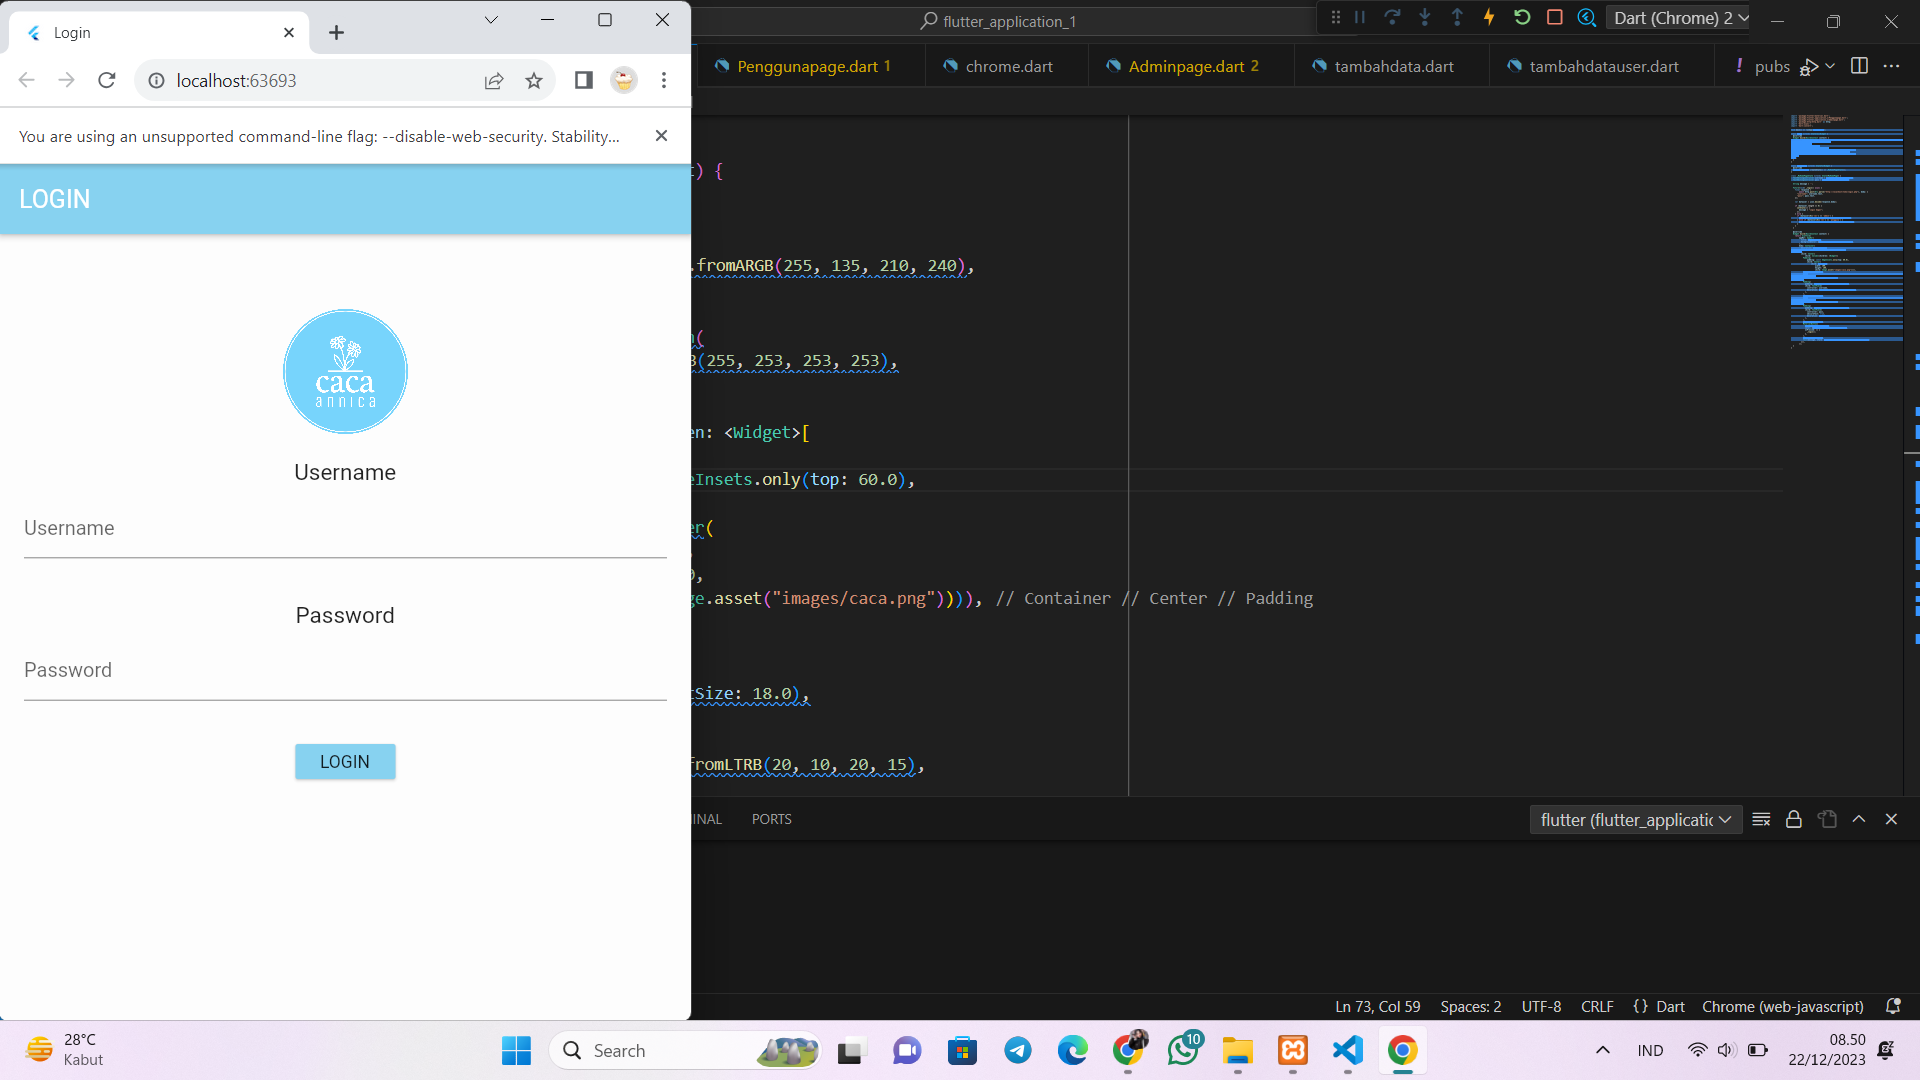 Login
localhost:63693
You are using an unsupported command-line flag: --disable-web-security. Stability...
LOGIN
caca
annica
Username
Username
Password
Password
LOGIN
flutter_application_1
Dart (Chrome) 2
Penggunapage.dart 1
chrome.dart
Adminpage.dart 2
tambahdata.dart
tambahdatauser.dart
! pubs
) {
.fromARGB(255, 135, 210, 240),
(
(255, 253, 253, 253),
en: <Widget>[
eInsets.only(top: 60.0),
er(
,
ge.asset("images/caca.png")))), // Container // Center // Padding
tSize: 18.0),
fromLTRB(20, 10, 20, 15),
INAL
PORTS
flutter (flutter_applicatic
Ln 73, Col 59
Spaces: 2
UTF-8
CRLF
{} Dart
Chrome (web-javascript)
28°C
Kabut
Search
10
IND
08.50
22/12/2023